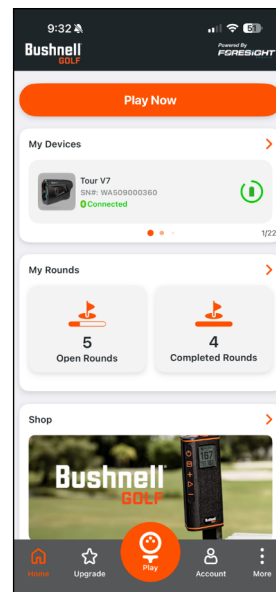 9:32
51
Bushnell
GOLF
Powered By
FORESIGHT
Play Now
My Devices
Tour V7
SN#: WA509000360
Connected
1/22
My Rounds
5
Open Rounds
4
Completed Rounds
Shop
Bushnell
GOLF
167
Home
Upgrade
Play
Account
More